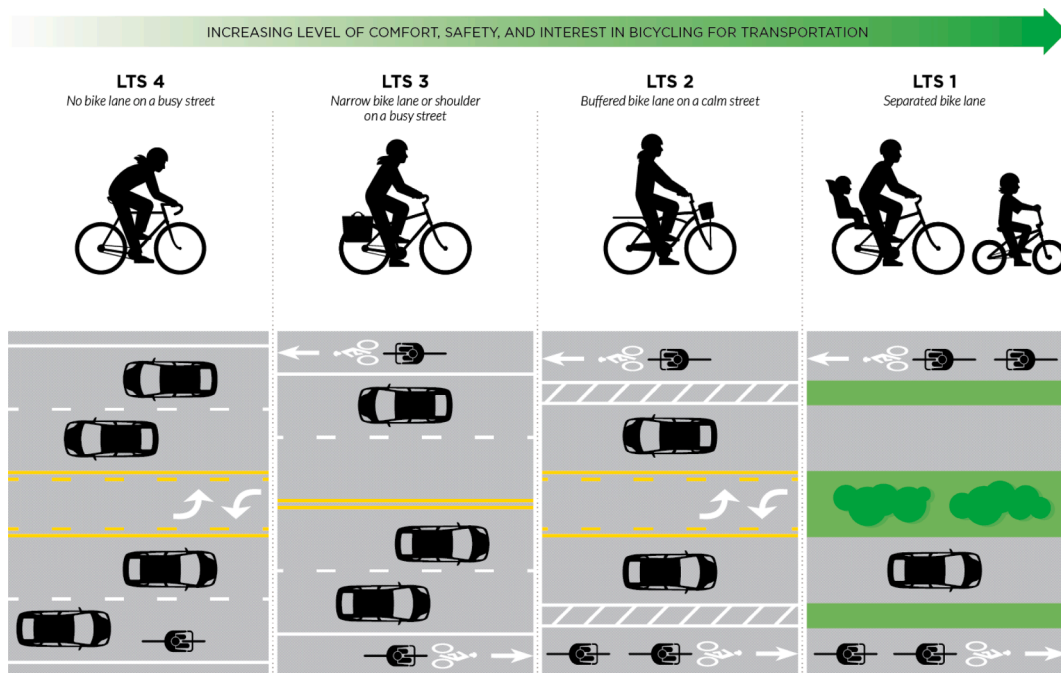 INCREASING LEVEL OF COMFORT, SAFETY, AND INTEREST IN BICYCLING FOR TRANSPORTATION
LTS 4
No bike lane on a busy street
LTS 3
Narrow bike lane or shoulder
on a busy street
LTS 2
Buffered bike lane on a calm street
LTS 1
Separated bike lane